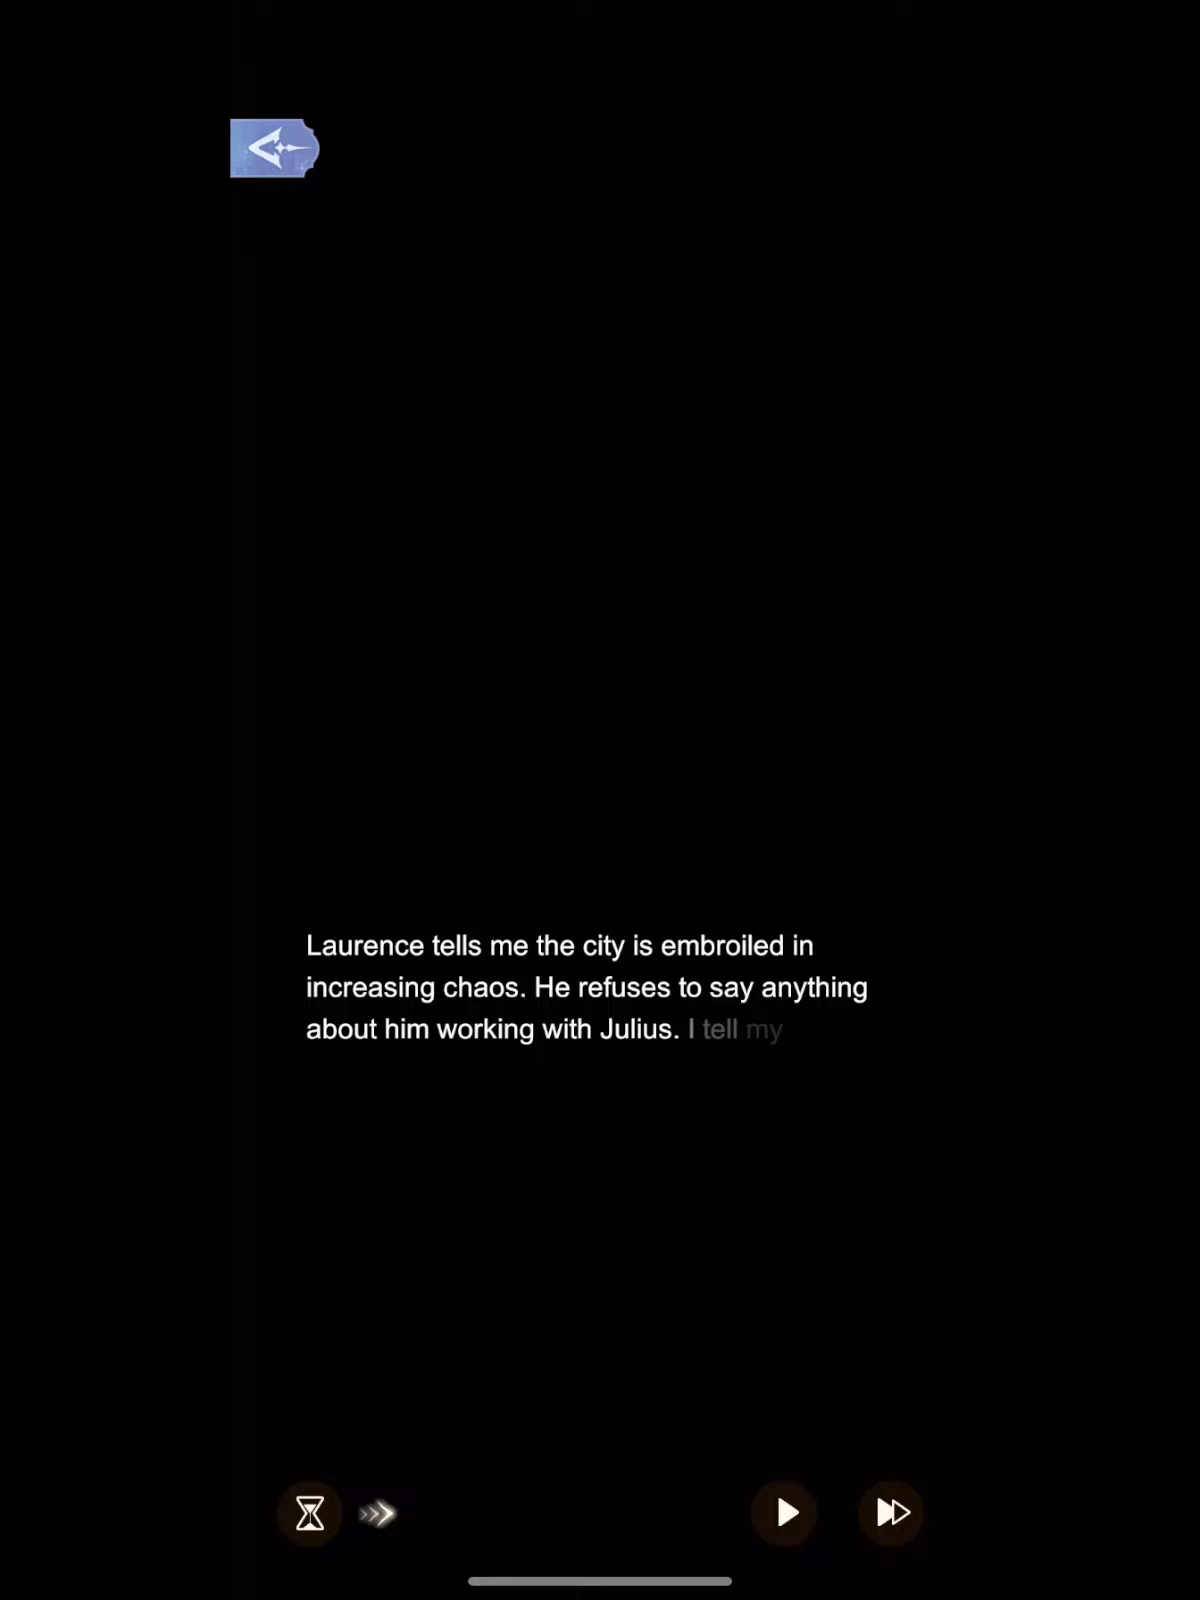 Laurence tells me the city is embroiled in
increasing chaos. He refuses to say anything
about him working with Julius. I tell my